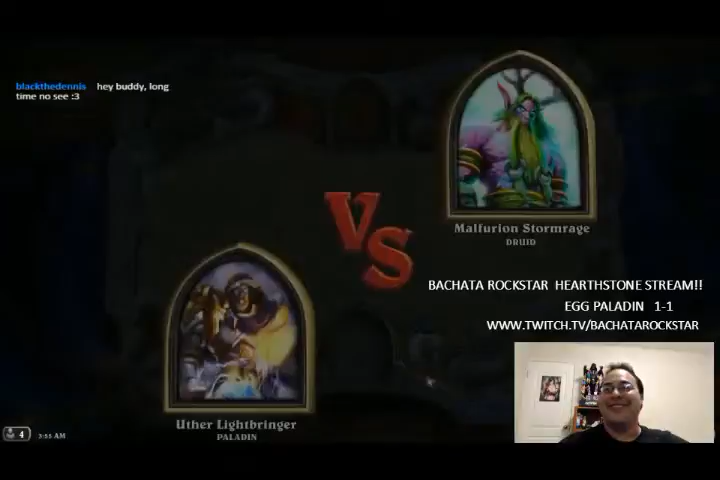 blackthedennis hey buddy, long
time no see :3
VS
Malfurion Stormrage
DRUID
BACHATA ROCKSTAR HEARTHSTONE STREAM!!
EGG PALADIN 1-1
WWW.TWITCH.TV/BACHATAROCKSTAR
Uther Lightbringer
PALADIN
4 3:55 AM